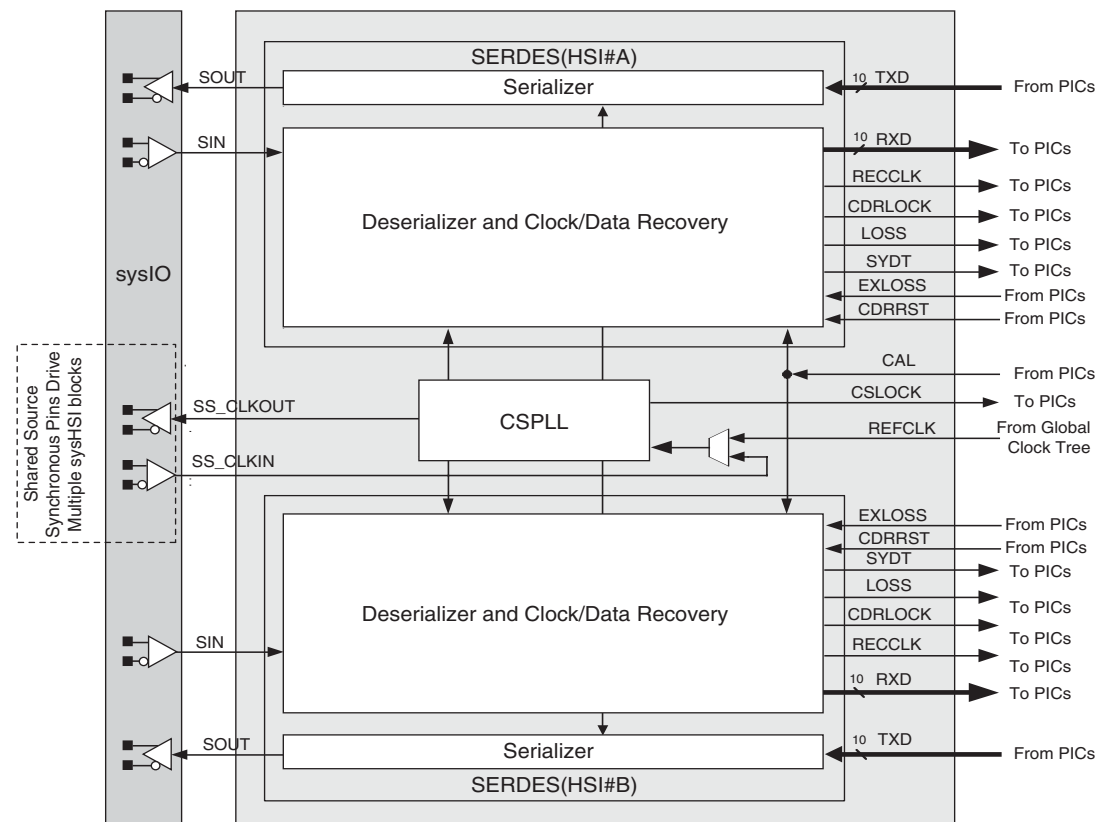 SERDES(HSI#A)
SOUT
Serializer
10 TXD
From PICs
SIN
10 RXD
To PICs
RECCLK
To PICs
Deserializer and Clock/Data Recovery
CDRLOCK
To PICs
LOSS
To PICs
SYDT
To PICs
sysIO
EXLOSS
From PICs
CDRRST
From PICs
Shared Source
Synchronous Pins Drive
Multiple sysHSI blocks
CAL
From PICs
SS_CLKOUT
CSPLL
CSLOCK
To PICs
REFCLK
From Global
Clock Tree
SS_CLKIN
EXLOSS
From PICs
CDRRST
From PICs
SYDT
To PICs
LOSS
To PICs
Deserializer and Clock/Data Recovery
CDRLOCK
To PICs
SIN
RECCLK
To PICs
10 RXD
To PICs
SOUT
Serializer
10 TXD
From PICs
SERDES(HSI#B)